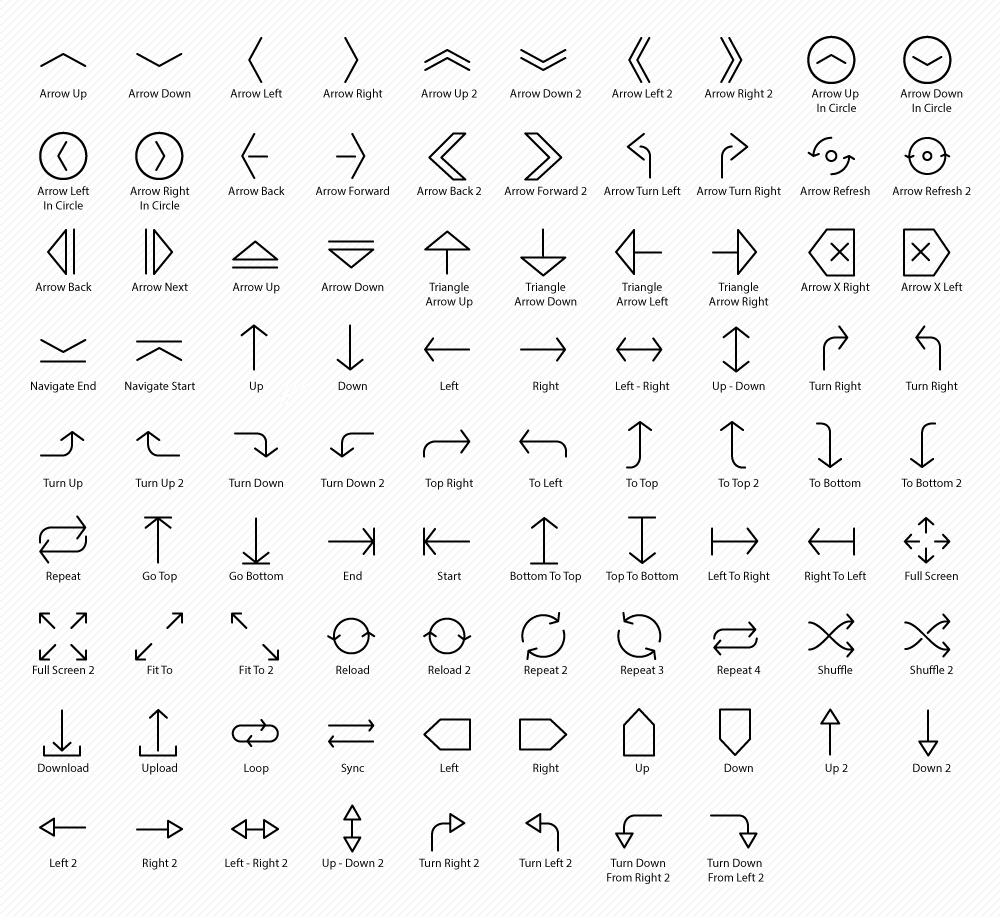 Arrow Up Arrow Down Arrow Left Arrow Right Arrow Up 2 Arrow Down 2 Arrow Left 2 Arrow Right 2 Arrow Up Arrow Down
In Circle In Circle
Arrow Left Arrow Right Arrow Back Arrow Forward Arrow Back 2 Arrow Forward 2 Arrow Turn Left Arrow Turn Right Arrow Refresh Arrow Refresh 2
In Circle In Circle
Arrow Back Arrow Next Arrow Up Arrow Down Triangle Triangle Triangle Triangle Arrow X Right Arrow X Left
Arrow Up Arrow Down Arrow Left Arrow Right
Navigate End Navigate Start Up Down Left Right Left - Right Up - Down Turn Right Turn Right
Turn Up Turn Up 2 Turn Down Turn Down 2 Top Right To Left To Top To Top 2 To Bottom To Bottom 2
Repeat Go Top Go Bottom End Start Bottom To Top Top To Bottom Left To Right Right To Left Full Screen
Full Screen 2 Fit To Fit To 2 Reload Reload 2 Repeat 2 Repeat 3 Repeat 4 Shuffle Shuffle 2
Download Upload Loop Sync Left Right Up Down Up 2 Down 2
Left 2 Right 2 Left - Right 2 Up - Down 2 Turn Right 2 Turn Left 2 Turn Down Turn Down
From Right 2 From Left 2